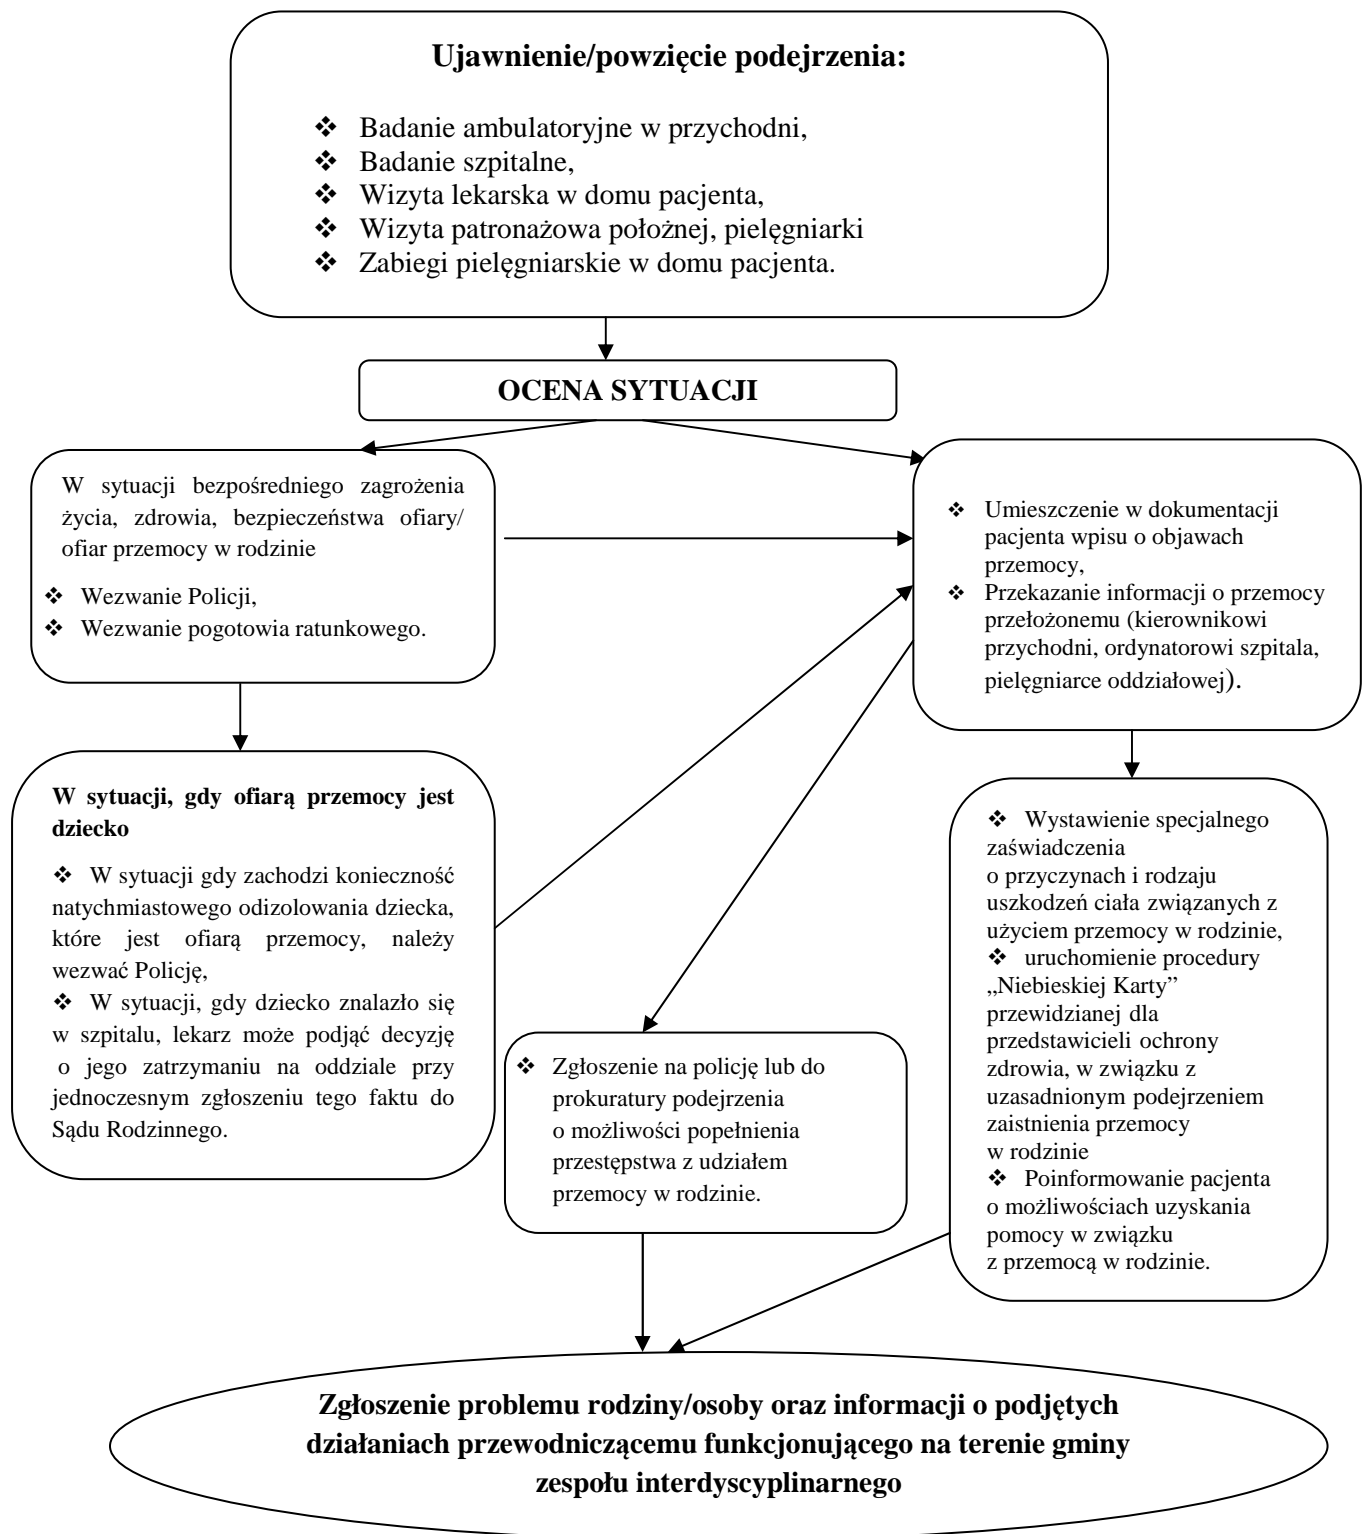 Ujawnienie/powzięcie podejrzenia:
❖ Badanie ambulatoryjne w przychodni,
❖ Badanie szpitalne,
❖ Wizyta lekarska w domu pacjenta,
❖ Wizyta patronażowa położnej, pielęgniarki
❖ Zabiegi pielęgniarskie w domu pacjenta.
OCENA SYTUACJI
W sytuacji bezpośredniego zagrożenia
życia, zdrowia, bezpieczeństwa ofiary/
ofiar przemocy w rodzinie
❖ Wezwanie Policji,
❖ Wezwanie pogotowia ratunkowego.
❖ Umieszczenie w dokumentacji
pacjenta wpisu o objawach
przemocy,
❖ Przekazanie informacji o przemocy
przełożonemu (kierownikowi
przychodni, ordynatorowi szpitala,
pielęgniarce oddziałowej).
W sytuacji, gdy ofiarą przemocy jest
dziecko
❖ W sytuacji gdy zachodzi konieczność
natychmiastowego odizolowania dziecka,
które jest ofiarą przemocy, należy
wezwać Policję,
❖ W sytuacji, gdy dziecko znalazło się
w szpitalu, lekarz może podjąć decyzję
o jego zatrzymaniu na oddziale przy
jednoczesnym zgłoszeniu tego faktu do
Sądu Rodzinnego.
❖ Zgłoszenie na policję lub do
prokuratury podejrzenia
o możliwości popełnienia
przestępstwa z udziałem
przemocy w rodzinie.
❖ Wystawienie specjalnego
zaświadczenia
o przyczynach i rodzaju
uszkodzeń ciała związanych z
użyciem przemocy w rodzinie,
❖ uruchomienie procedury
„Niebieskiej Karty”
przewidzianej dla
przedstawicieli ochrony
zdrowia, w związku z
uzasadnionym podejrzeniem
zaistnienia przemocy
w rodzinie
❖ Poinformowanie pacjenta
o możliwościach uzyskania
pomocy w związku
z przemocą w rodzinie.
Zgłoszenie problemu rodziny/osoby oraz informacji o podjętych
działaniach przewodniczącemu funkcjonującego na terenie gminy
zespołu interdyscyplinarnego